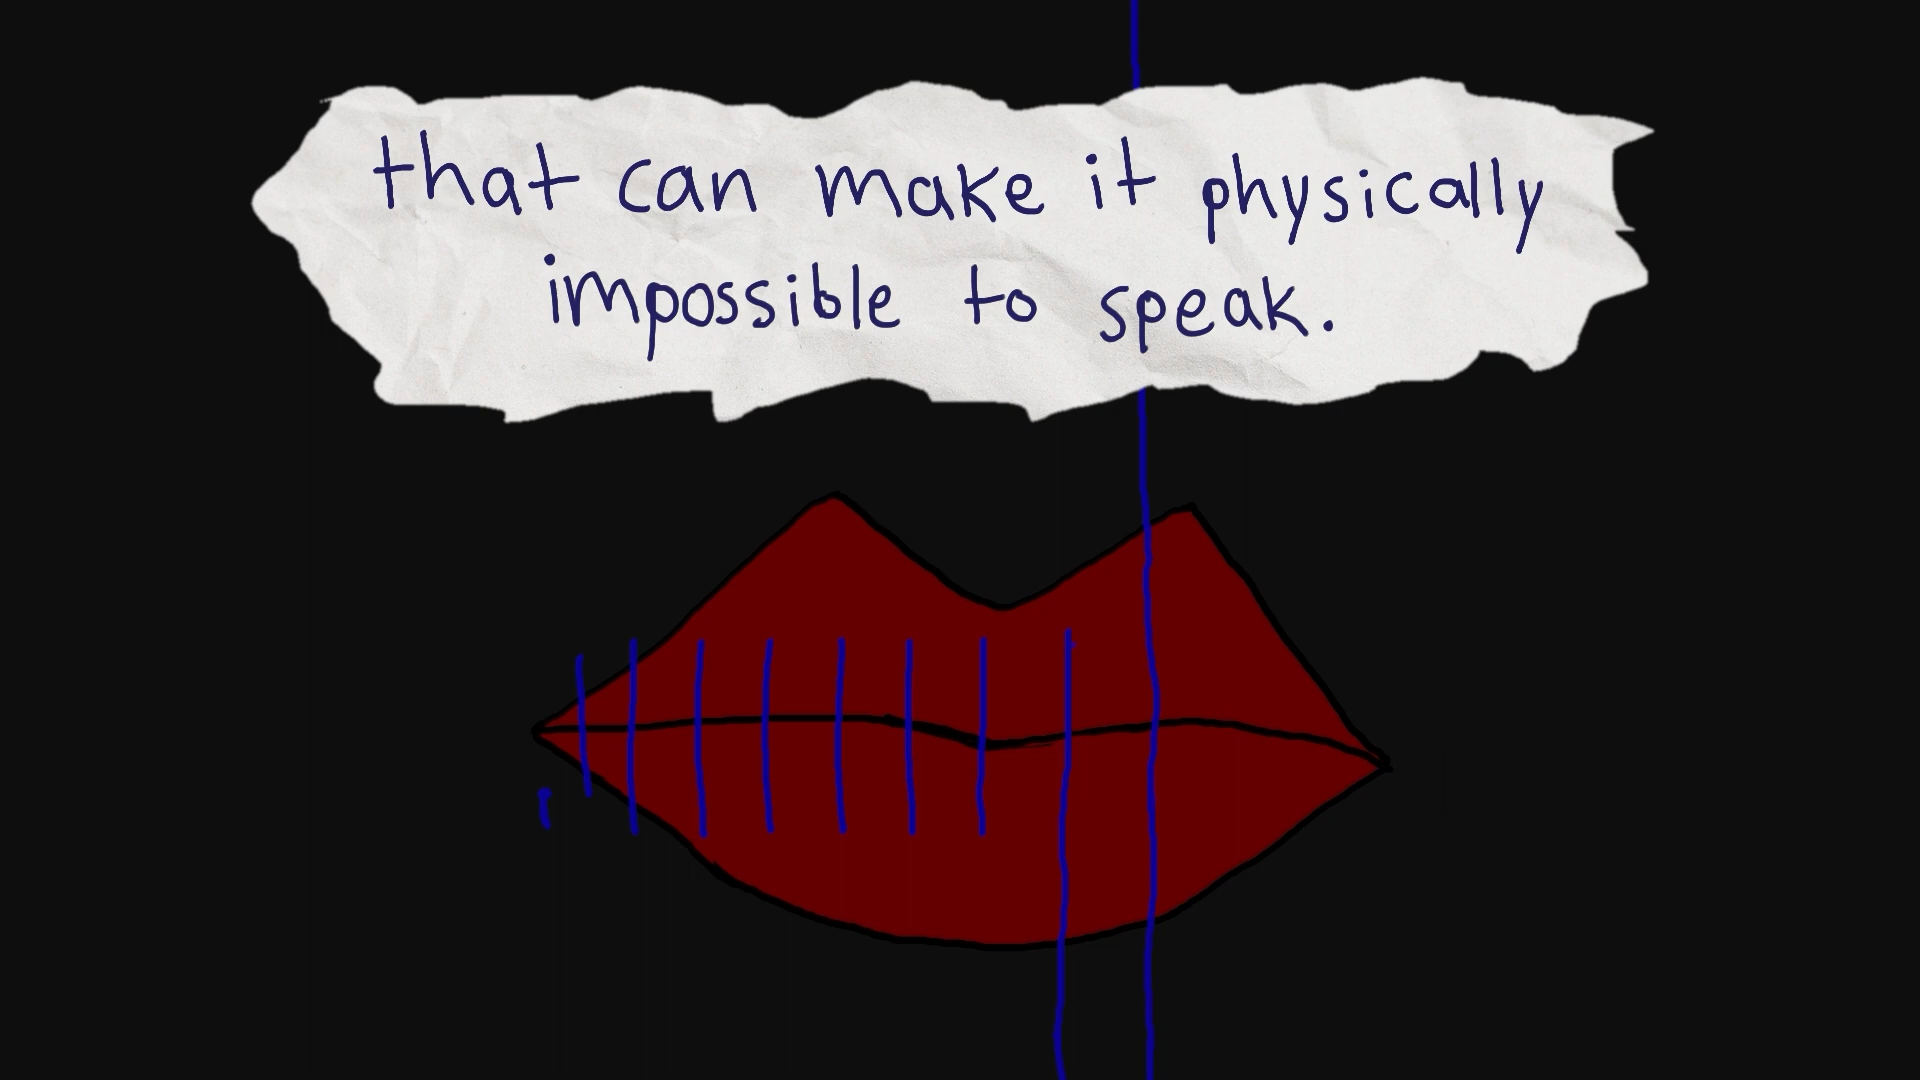 that can make it physically
impossible to speak.